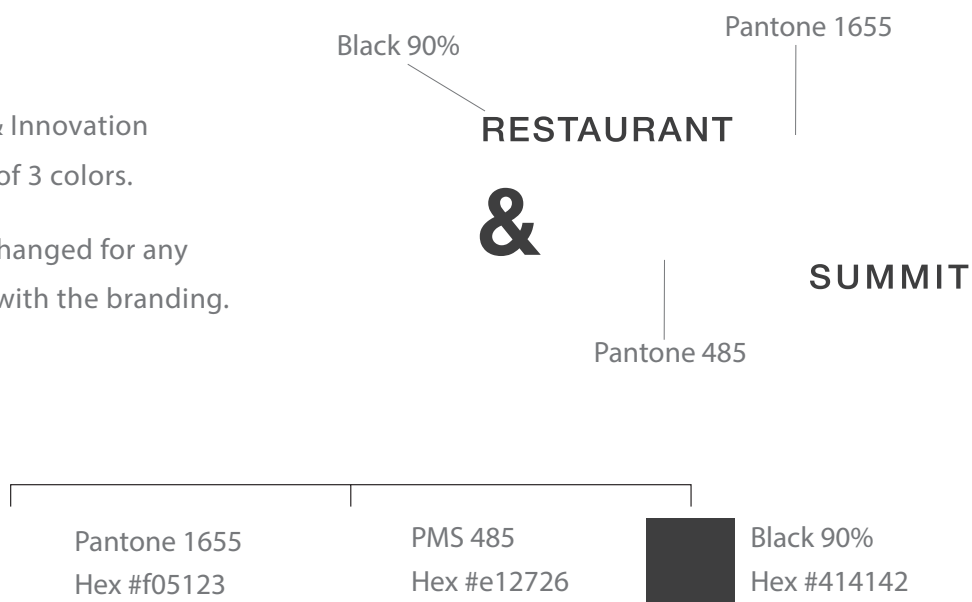 Black 90%
Pantone 1655
& Innovation
of 3 colors.
hanged for any
with the branding.
RESTAURANT
&
SUMMIT
Pantone 485
Pantone 1655
Hex #f05123
PMS 485
Hex #e12726
Black 90%
Hex #414142